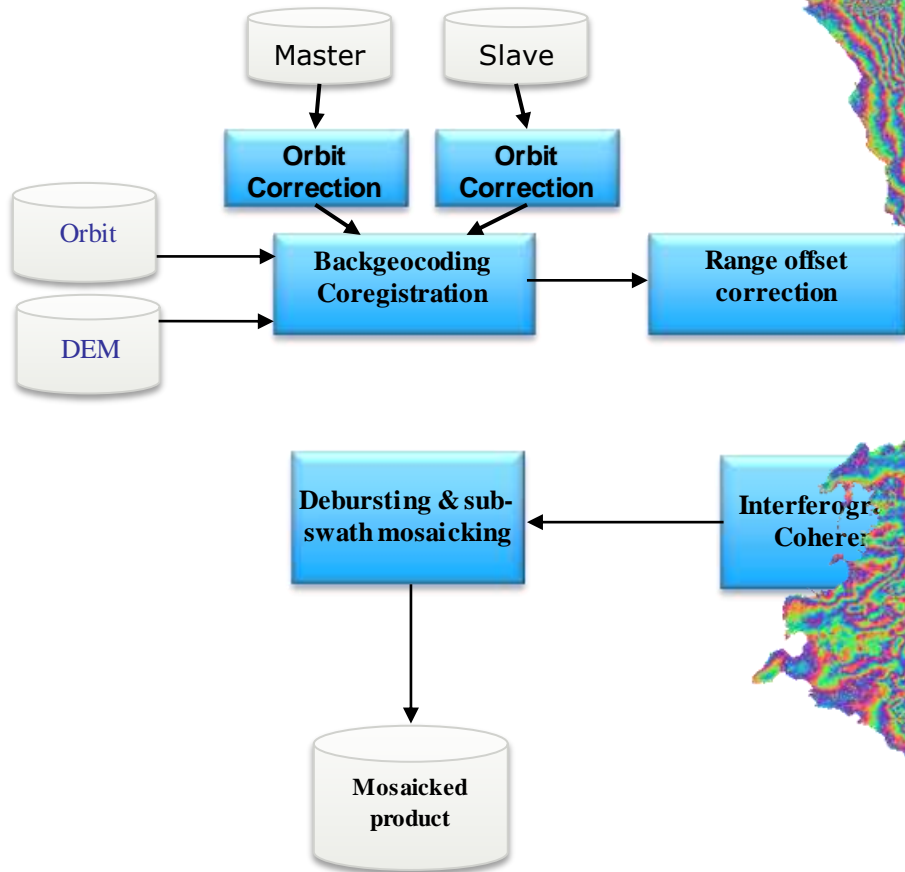 Master
Slave
Orbit
Correction
Orbit
Correction
Orbit
DEM
Backgeocoding
Coregistration
Range offset
correction
Debursting & sub-
swath mosaicking
Mosaicked
product